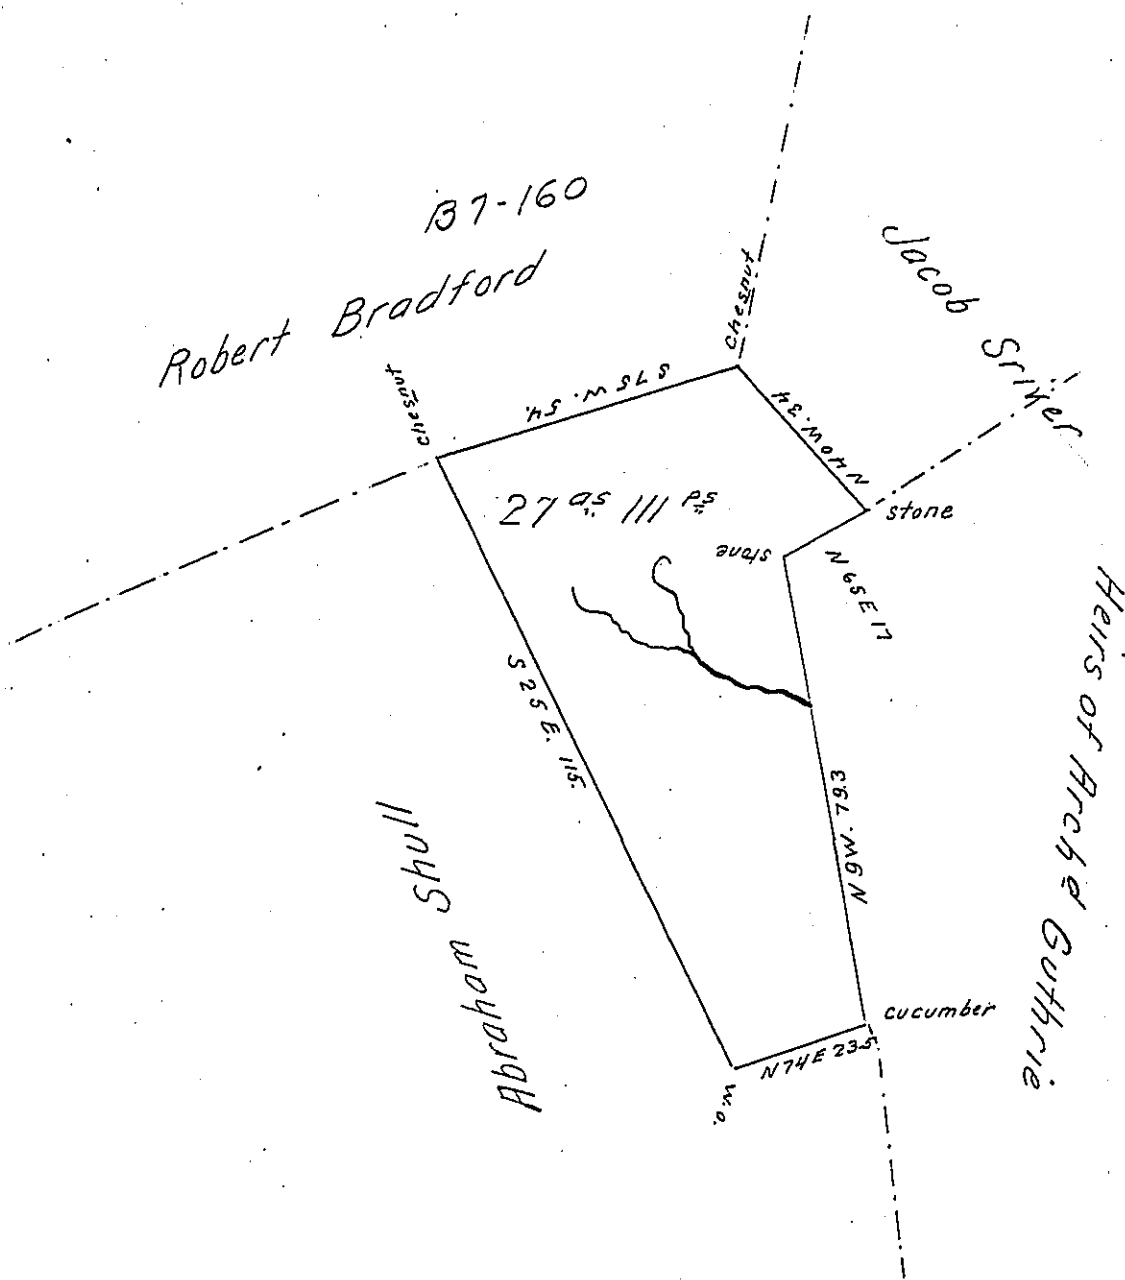 B7-160
Robert Bradford
Jacob Sriker
chesnut
chesnut
S 75 W. 54.
N 40 W. 34
27 as 111 ps
stone
stone
N 65 E 17
S 25 E. 115.
N 9 W. 79.3
Heirs of Archd Guthrie
Abraham Shull
cucumber
N 74 E 23.5
W.O.